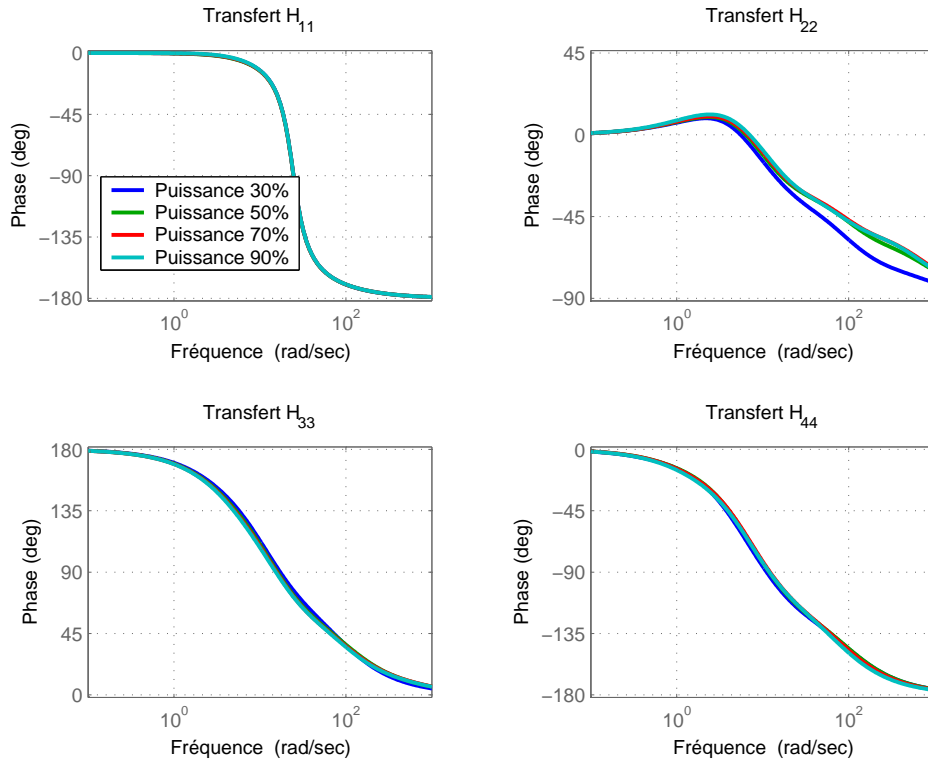 Transfert H11
0
−45
−90
−135
−180
Phase (deg)
Puissance 30%
Puissance 50%
Puissance 70%
Puissance 90%
10^0
10^2
Fréquence (rad/sec)
Transfert H22
45
0
−45
−90
Phase (deg)
10^0
10^2
Fréquence (rad/sec)
Transfert H33
180
135
90
45
0
Phase (deg)
10^0
10^2
Fréquence (rad/sec)
Transfert H44
0
−45
−90
−135
−180
Phase (deg)
10^0
10^2
Fréquence (rad/sec)